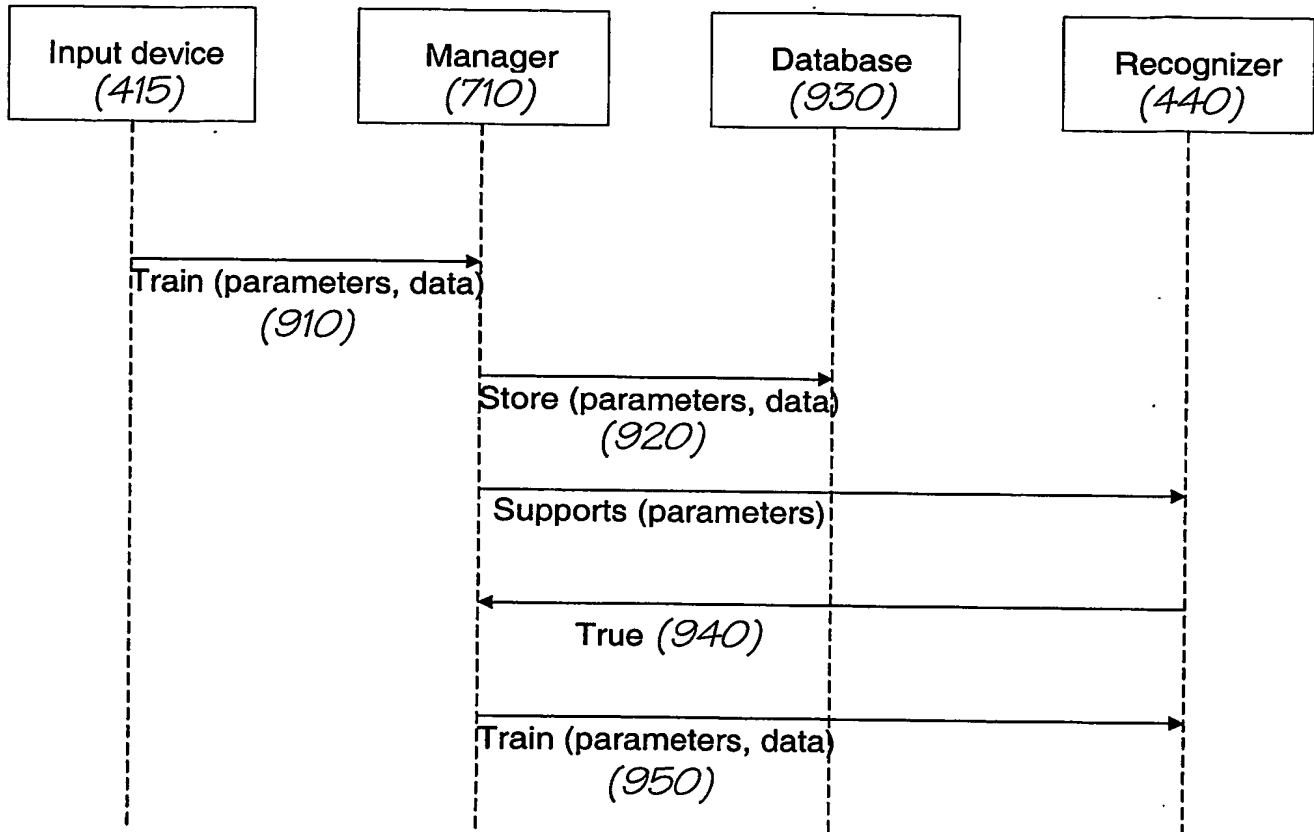 Input device
(415)
Manager
(710)
Database
(930)
Recognizer
(440)
Train (parameters, data)
(910)
Store (parameters, data)
(920)
Supports (parameters)
True (940)
Train (parameters, data)
(950)